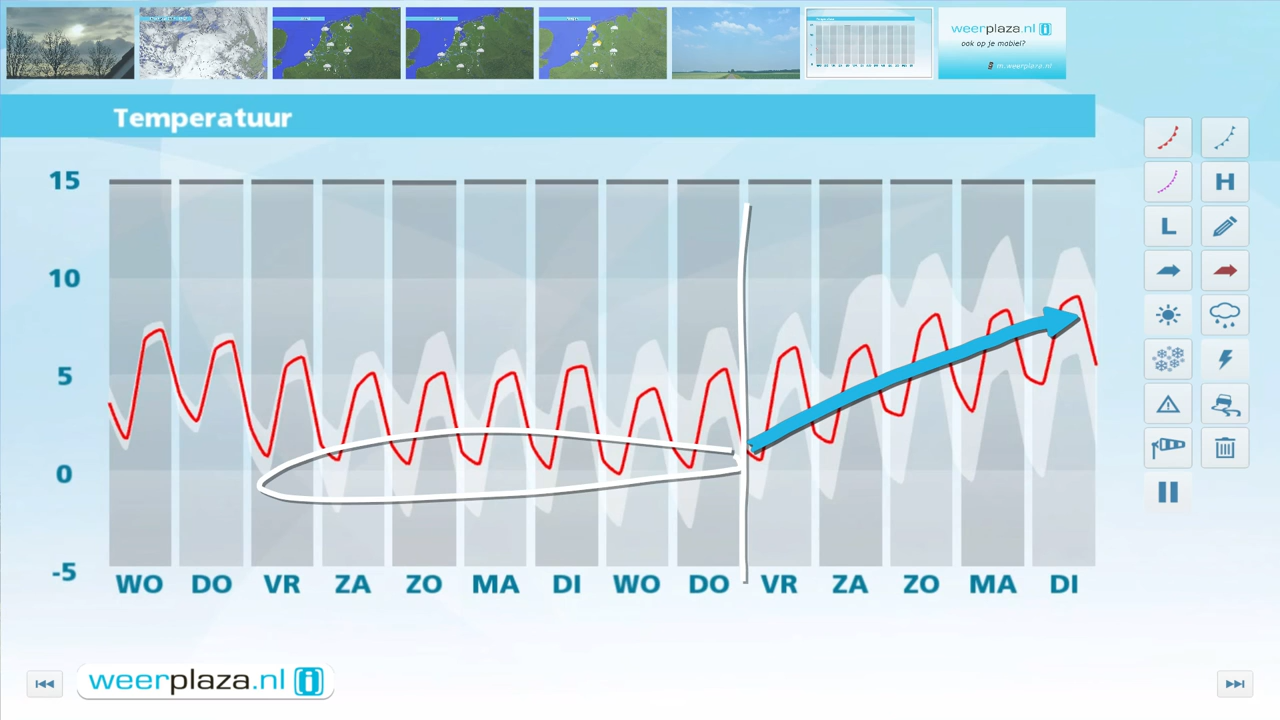 weerplaza.nl i
ook op je mobiel?
m.weerplaza.nl
Temperatuur
15
10
5
0
-5
WO DO VR ZA ZO MA DI WO DO VR ZA ZO MA DI
H
L
weerplaza.nl i